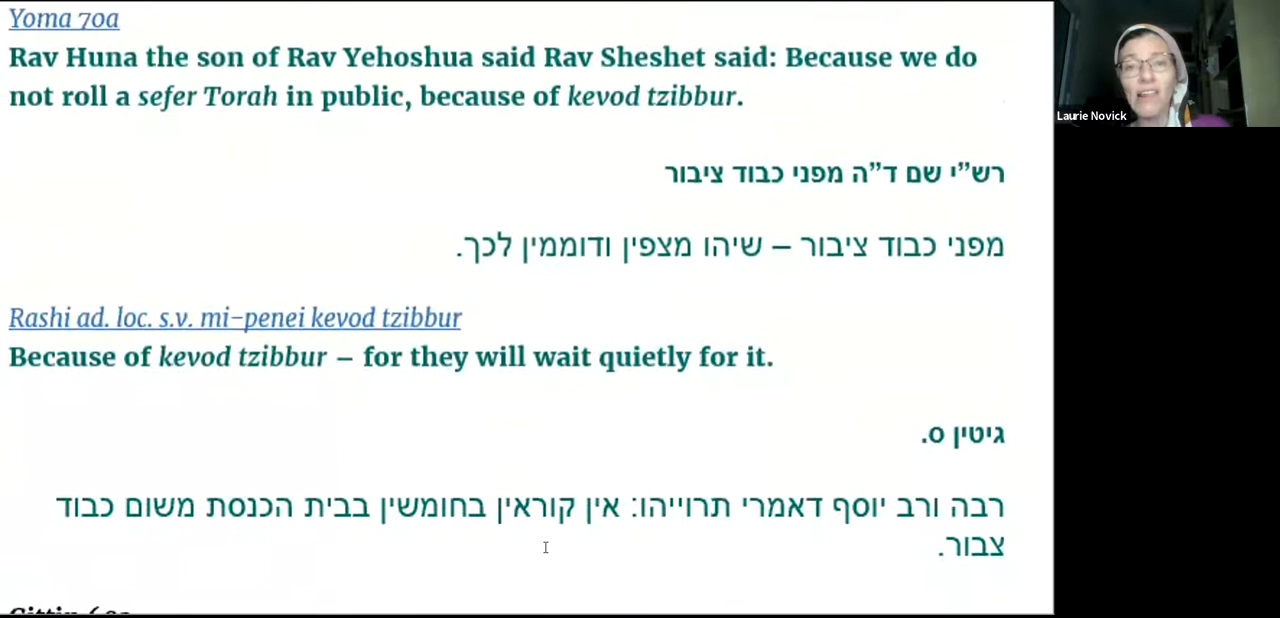 Yoma 70a
Rav Huna the son of Rav Yehoshua said Rav Sheshet said: Because we do
not roll a sefer Torah in public, because of kevod tzibbur.
רש”י שם ד”ה מפני כבוד ציבור
מפני כבוד ציבור – שיהו מצפין ודוממין לכך.
Rashi ad. loc. s.v. mi-penei kevod tzibbur
Because of kevod tzibbur – for they will wait quietly for it.
גיטין ס.
רבה ורב יוסף דאמרי תרוייהו: אין קוראין בחומשין בבית הכנסת משום כבוד
צבור.
Laurie Novick